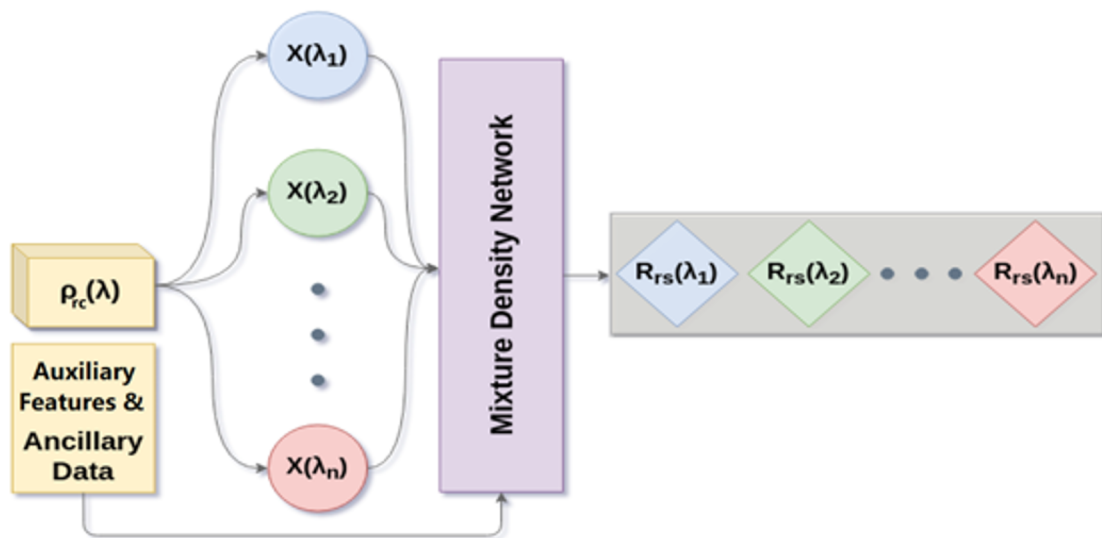 X(λ₁)
X(λ₂)
X(λₙ)
ρrc(λ)
Auxiliary
Features &
Ancillary
Data
Mixture Density Network
Rrs(λ₁)
Rrs(λ₂)
Rrs(λₙ)